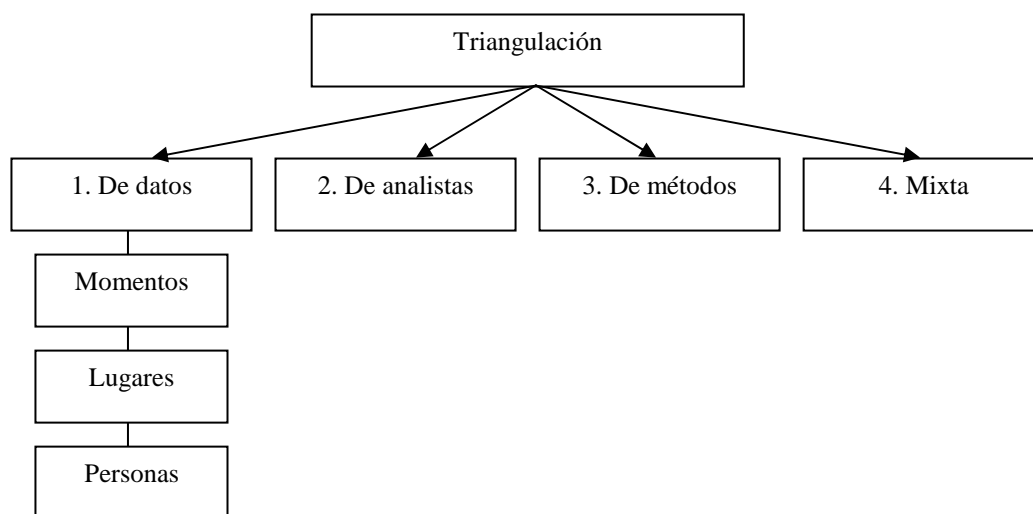 Triangulación
1. De datos
2. De analistas
3. De métodos
4. Mixta
Momentos
Lugares
Personas